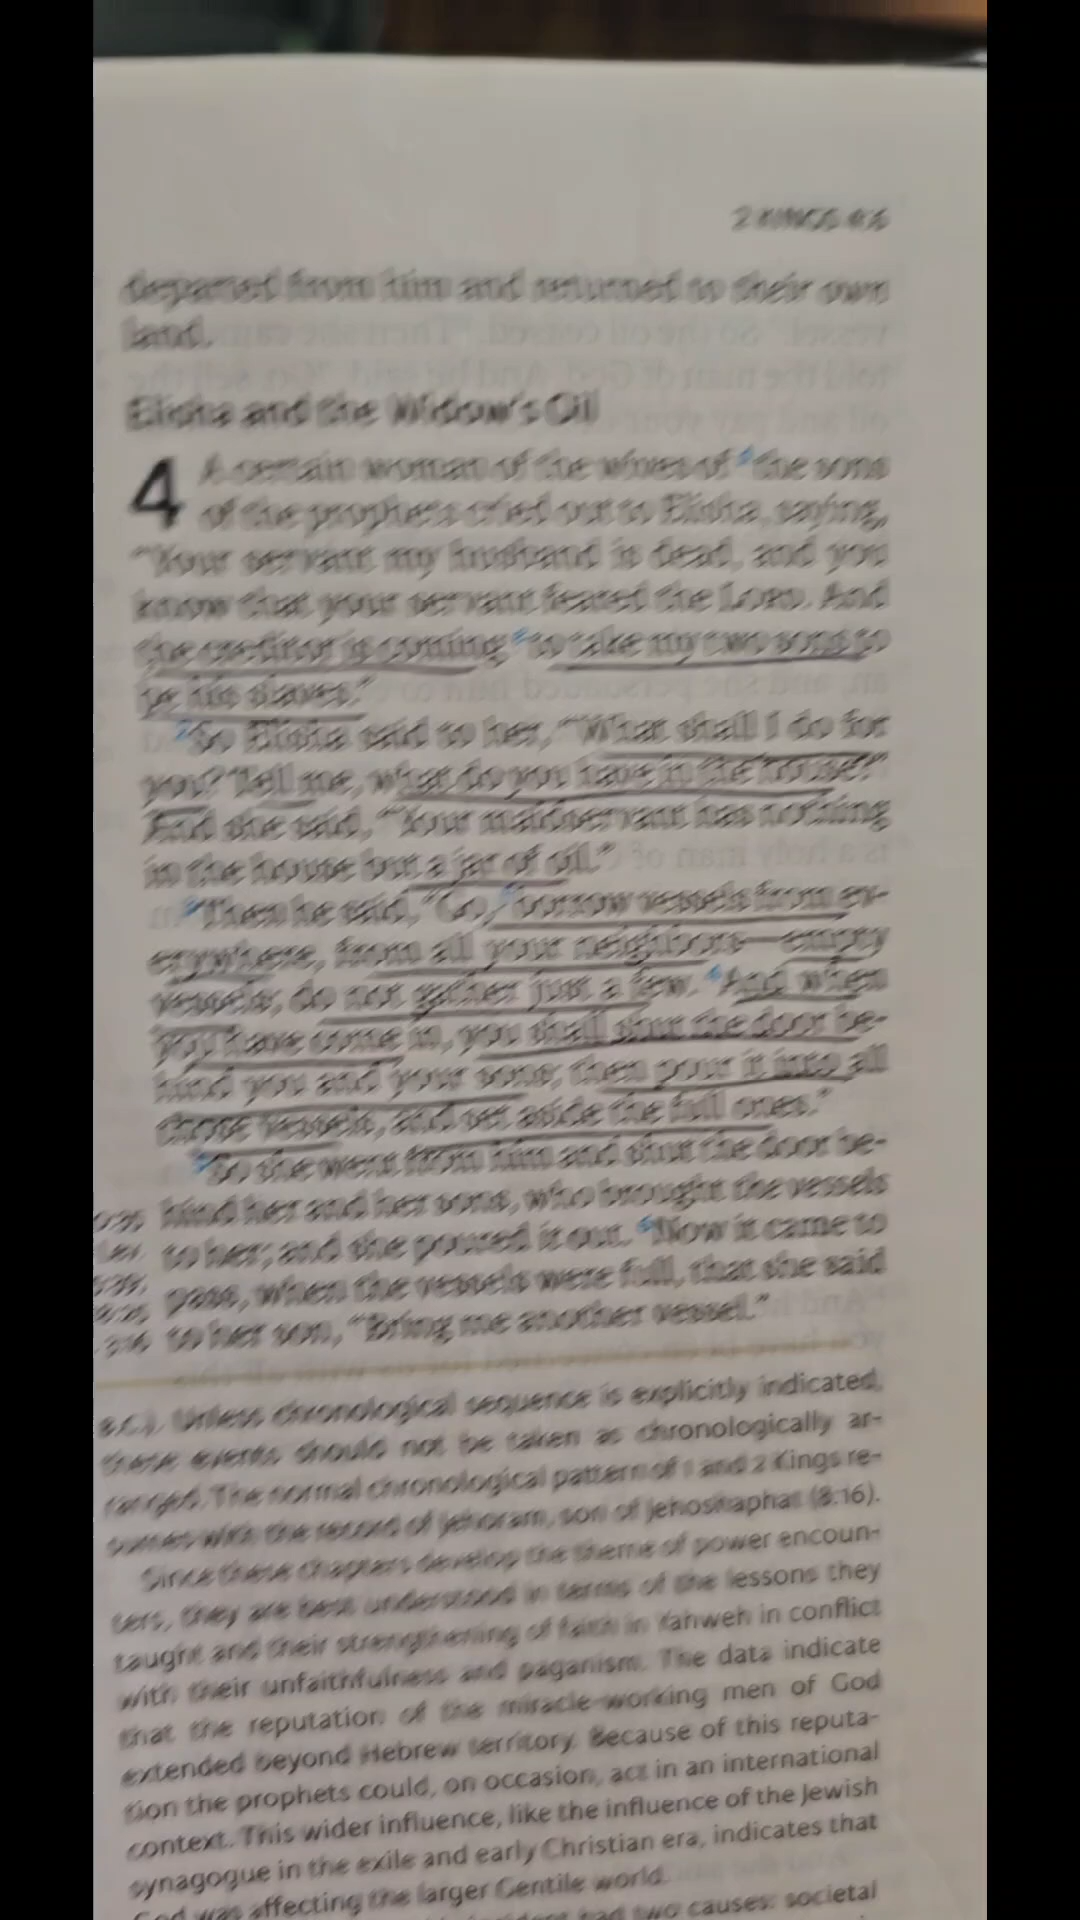 2 KINGS 4:6
departed from him and returned to their own
land.
Elisha and the Widow's Oil
4 A certain woman of the wives of the sons
of the prophets cried out to Elisha, saying,
"Your servant my husband is dead, and you
know that your servant feared the LORD. And
the creditor is coming to take my two sons to
be his slaves."
2 So Elisha said to her, "What shall I do for
you? Tell me, what do you have in the house?"
And she said, "Your maidservant has nothing
in the house but a jar of oil."
3 Then he said, "Go, borrow vessels from ev-
erywhere, from all your neighbors—empty
vessels; do not gather just a few. 4 And when
you have come in, you shall shut the door be-
hind you and your sons; then pour it into all
those vessels, and set aside the full ones."
5 So she went from him and shut the door be-
hind her and her sons, who brought the vessels
to her; and she poured it out. 6 Now it came to
pass, when the vessels were full, that she said
to her son, "Bring me another vessel."
B.C.). Unless chronological sequence is explicitly indicated,
these events should not be taken as chronologically ar-
ranged. The normal chronological pattern of 1 and 2 Kings re-
sumes with the record of Jehoram, son of Jehoshaphat (8:16).
Since these chapters develop the theme of power encoun-
ters, they are best understood in terms of the lessons they
taught and their strengthening of faith in Yahweh in conflict
with their unfaithfulness and paganism. The data indicate
that the reputation of the miracle-working men of God
extended beyond Hebrew territory. Because of this reputa-
tion the prophets could, on occasion, act in an international
context. This wider influence, like the influence of the Jewish
synagogue in the exile and early Christian era, indicates that
God was affecting the larger Gentile world.
had two causes: societal